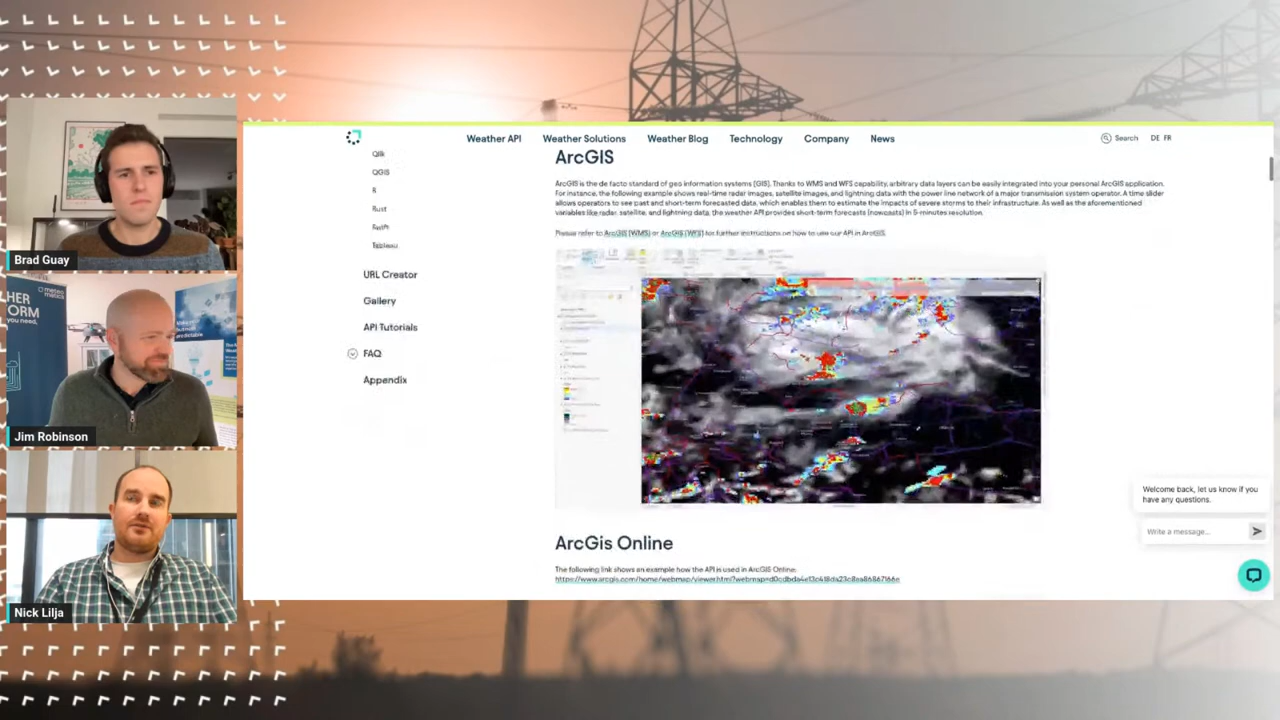 Weather API
Weather Solutions
Weather Blog
Technology
Company
News
Search
DE FR
Qlik
QGIS
R
Rust
Swift
Tableau
URL Creator
Gallery
API Tutorials
FAQ
Appendix
ArcGIS
ArcGIS is the de facto standard of geo information systems (GIS). Thanks to WMS and WFS capability, arbitrary data layers can be easily integrated into your personal ArcGIS application.
For instance, the following example shows real-time radar images, satellite images, and lightning data with the power line network of a major transmission system operator. A time slider
allows operators to see past and short-term forecasted data, which enables them to estimate the impacts of severe storms to their infrastructure. As well as the aforementioned
variables like radar, satellite, and lightning data, the weather API provides short-term forecasts (nowcasts) in 5-minutes resolution.
Please refer to ArcGIS (WMS) or ArcGIS (WFS) for further instructions on how to use our API in ArcGIS.
ArcGis Online
The following link shows an example how the API is used in ArcGIS Online:
Welcome back, let us know if you
have any questions.
Write a message...
Brad Guay
HER
ORM
you need,
meteo
matics
Jim Robinson
Nick Lilja